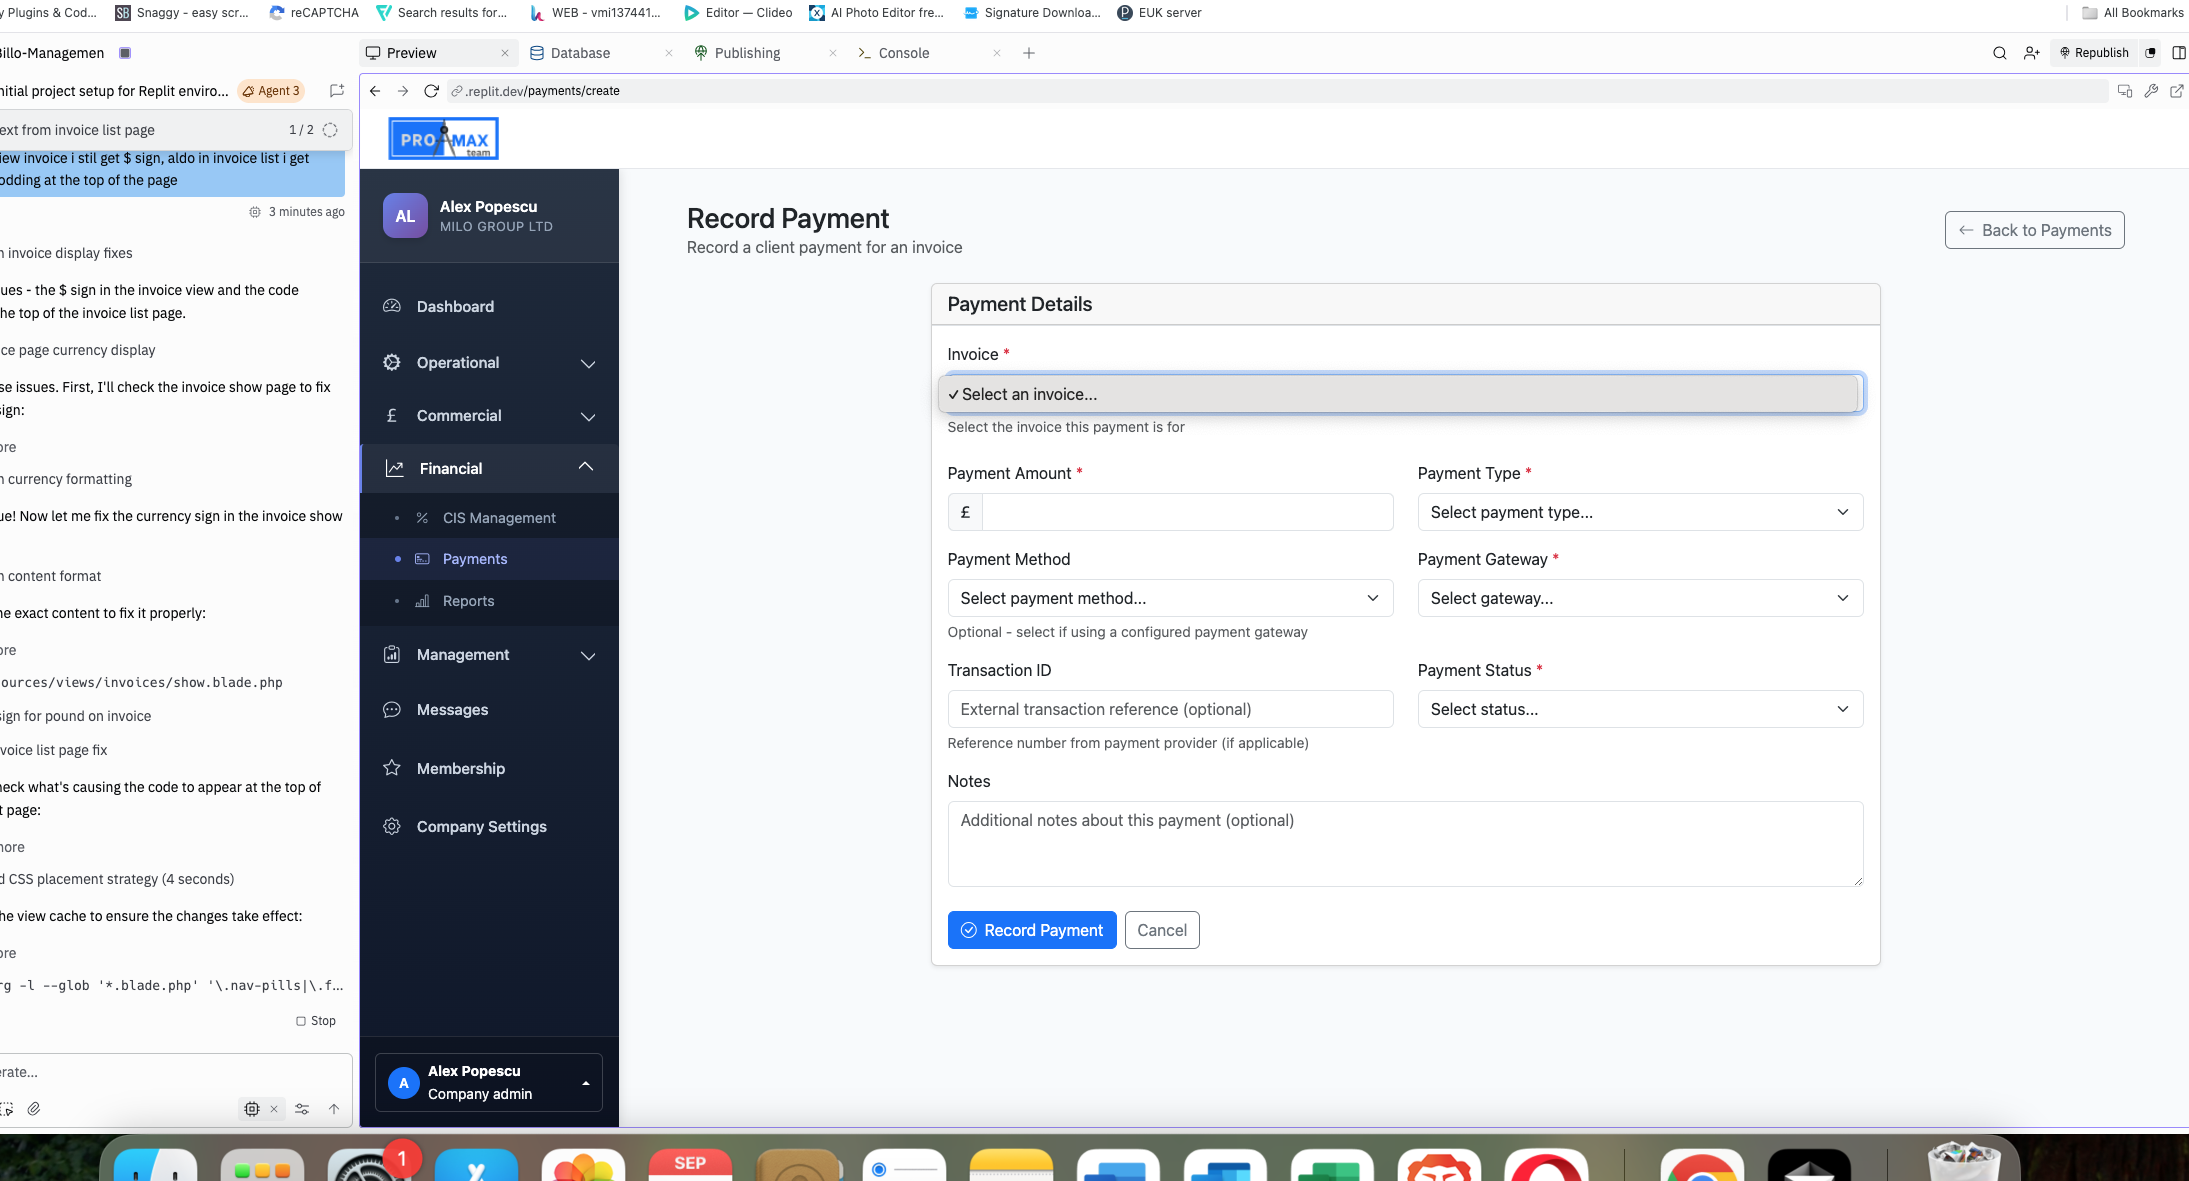 y Plugins & Cod...
SB Snaggy - easy scr...
reCAPTCHA
Search results for...
WEB - vmi137441...
Editor — Clideo
AI Photo Editor fre...
Signature Downloa...
EUK server
All Bookmarks
Billo-Managemen
Preview
Database
Publishing
Console
Republish
nitial project setup for Replit enviro...
Agent 3
.replit.dev/payments/create
ext from invoice list page
1 / 2
iew invoice i stil get $ sign, aldo in invoice list i get
odding at the top of the page
3 minutes ago
n invoice display fixes
ues - the $ sign in the invoice view and the code
he top of the invoice list page.
ce page currency display
se issues. First, I'll check the invoice show page to fix
sign:
ore
n currency formatting
ue! Now let me fix the currency sign in the invoice show
n content format
he exact content to fix it properly:
ore
ources/views/invoices/show.blade.php
sign for pound on invoice
voice list page fix
heck what's causing the code to appear at the top of
t page:
nore
d CSS placement strategy (4 seconds)
he view cache to ensure the changes take effect:
ore
rg -l --glob '*.blade.php' '\.nav-pills|\.f...
Stop
erate...
PRO MAX
team
AL
Alex Popescu
MILO GROUP LTD
Dashboard
Operational
£ Commercial
Financial
% CIS Management
Payments
Reports
Management
Messages
Membership
Company Settings
A
Alex Popescu
Company admin
Record Payment
Record a client payment for an invoice
← Back to Payments
Payment Details
Invoice *
✓ Select an invoice...
Select the invoice this payment is for
Payment Amount *
£
Payment Type *
Select payment type...
Payment Method
Select payment method...
Optional - select if using a configured payment gateway
Payment Gateway *
Select gateway...
Transaction ID
External transaction reference (optional)
Reference number from payment provider (if applicable)
Payment Status *
Select status...
Notes
Additional notes about this payment (optional)
Record Payment
Cancel
1
SEP